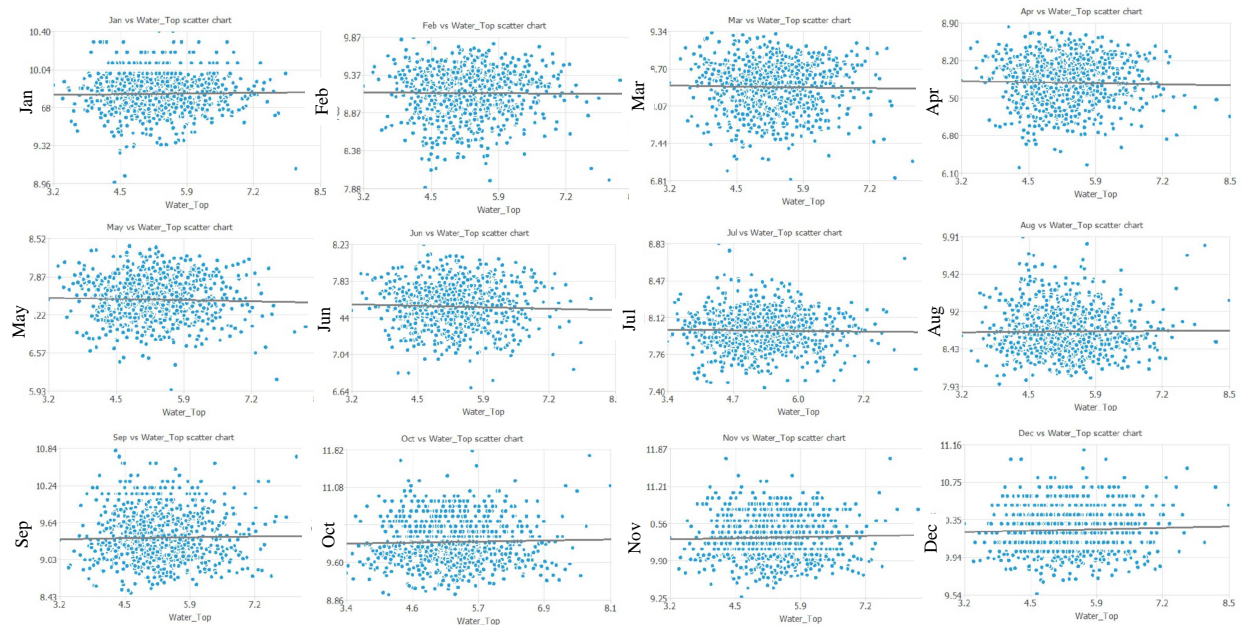 Jan vs Water_Top scatter chart
10.40
10.04
68
9.32
8.96
3.2 4.5 5.9 7.2 8.5
Water_Top
Jan
Feb vs Water_Top scatter chart
9.87
9.37
8.87
8.38
7.88
3.2 4.5 5.9 7.2 8
Water_Top
Feb
Mar vs Water_Top scatter chart
9.34
8.70
.07
7.44
6.81
3.2 4.5 5.9 7.2
Water_Top
Mar
Apr vs Water_Top scatter chart
8.90
8.20
.50
6.80
6.10
3.2 4.5 5.9 7.2 8.5
Water_Top
Apr
May vs Water_Top scatter chart
8.52
7.87
.22
6.57
5.93
3.2 4.5 5.9 7.2
Water_Top
May
Jun vs Water_Top scatter chart
8.23
7.83
44
7.04
6.64
3.2 4.5 5.9 7.2 8.
Water_Top
Jun
Jul vs Water_Top scatter chart
8.83
8.47
8.12
7.76
7.40
3.4 4.7 6.0 7.2
Water_Top
Jul
Aug vs Water_Top scatter chart
9.91
9.42
92
8.43
7.93
3.2 4.5 5.9 7.2 8.5
Water_Top
Aug
Sep vs Water_Top scatter chart
10.84
10.24
9.64
9.03
8.43
3.2 4.5 5.9 7.2
Water_Top
Sep
Oct vs Water_Top scatter chart
11.82
11.08
9.60
8.86
3.4 4.6 5.7 6.9 8.1
Water_Top
Oct
Nov vs Water_Top scatter chart
11.87
11.21
0.56
9.90
9.25
3.2 4.5 5.9 7.2
Water_Top
Nov
Dec vs Water_Top scatter chart
11.16
10.75
.35
9.94
9.54
3.2 4.5 5.9 7.2 8.5
Water_Top
Dec